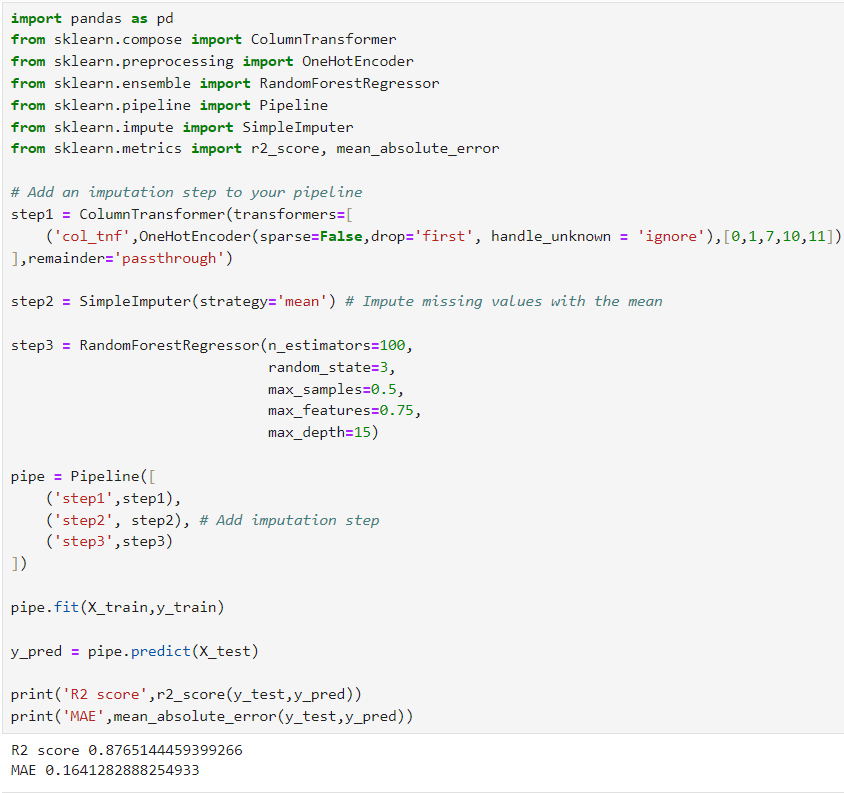 import pandas as pd
from sklearn.compose import ColumnTransformer
from sklearn.preprocessing import OneHotEncoder
from sklearn.ensemble import RandomForestRegressor
from sklearn.pipeline import Pipeline
from sklearn.impute import SimpleImputer
from sklearn.metrics import r2_score, mean_absolute_error

# Add an imputation step to your pipeline
step1 = ColumnTransformer(transformers=[
    ('col_tnf',OneHotEncoder(sparse=False,drop='first', handle_unknown = 'ignore'),[0,1,7,10,11])
],remainder='passthrough')

step2 = SimpleImputer(strategy='mean') # Impute missing values with the mean

step3 = RandomForestRegressor(n_estimators=100,
                              random_state=3,
                              max_samples=0.5,
                              max_features=0.75,
                              max_depth=15)

pipe = Pipeline([
    ('step1',step1),
    ('step2', step2), # Add imputation step
    ('step3',step3)
])

pipe.fit(X_train,y_train)

y_pred = pipe.predict(X_test)

print('R2 score',r2_score(y_test,y_pred))
print('MAE',mean_absolute_error(y_test,y_pred))
R2 score 0.8765144459399266
MAE 0.1641282888254933